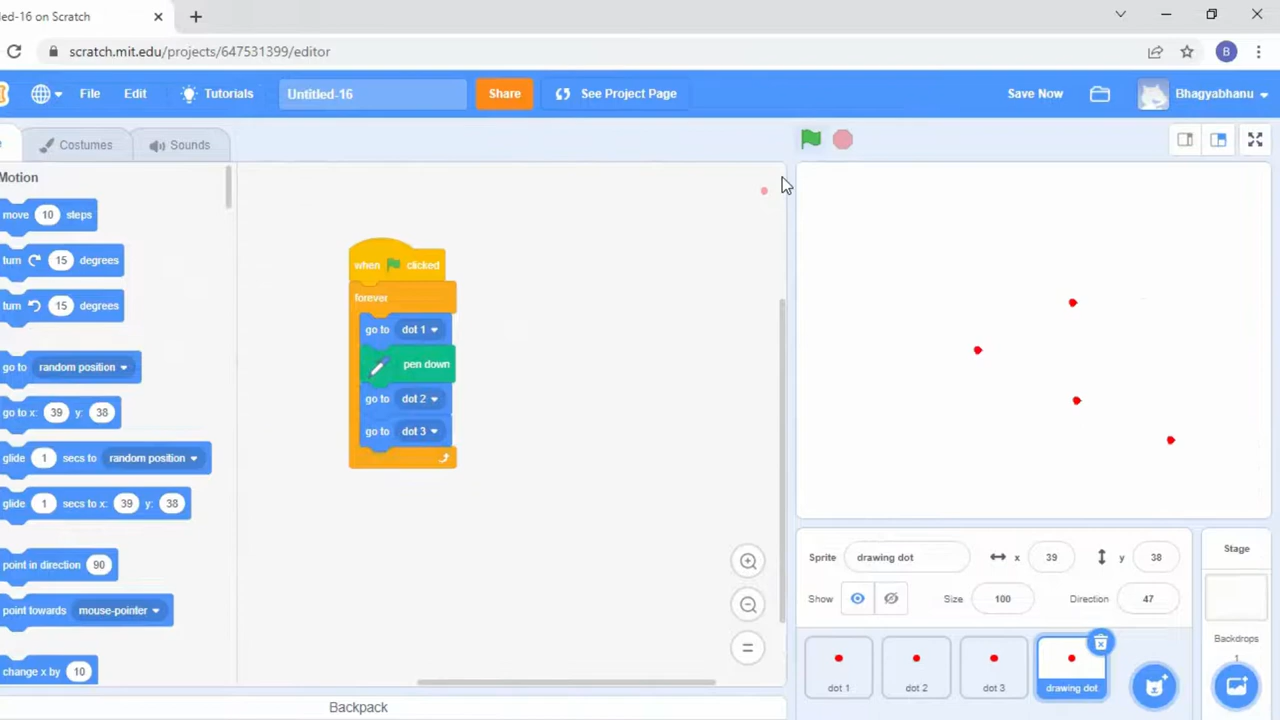 led-16 on Scratch
scratch.mit.edu/projects/647531399/editor
B
File Edit Tutorials Untitled-16 Share See Project Page Save Now Bhagyabhanu
Costumes Sounds
Motion
move 10 steps
turn 15 degrees
turn 15 degrees
go to random position
go to x: 39 y: 38
glide 1 secs to random position
glide 1 secs to x: 39 y: 38
point in direction 90
point towards mouse-pointer
change x by 10
when clicked
forever
go to dot 1
pen down
go to dot 2
go to dot 3
Sprite drawing dot x 39 y 38
Show Size 100 Direction 47
dot 1 dot 2 dot 3 drawing dot
Stage
Backdrops
1
Backpack